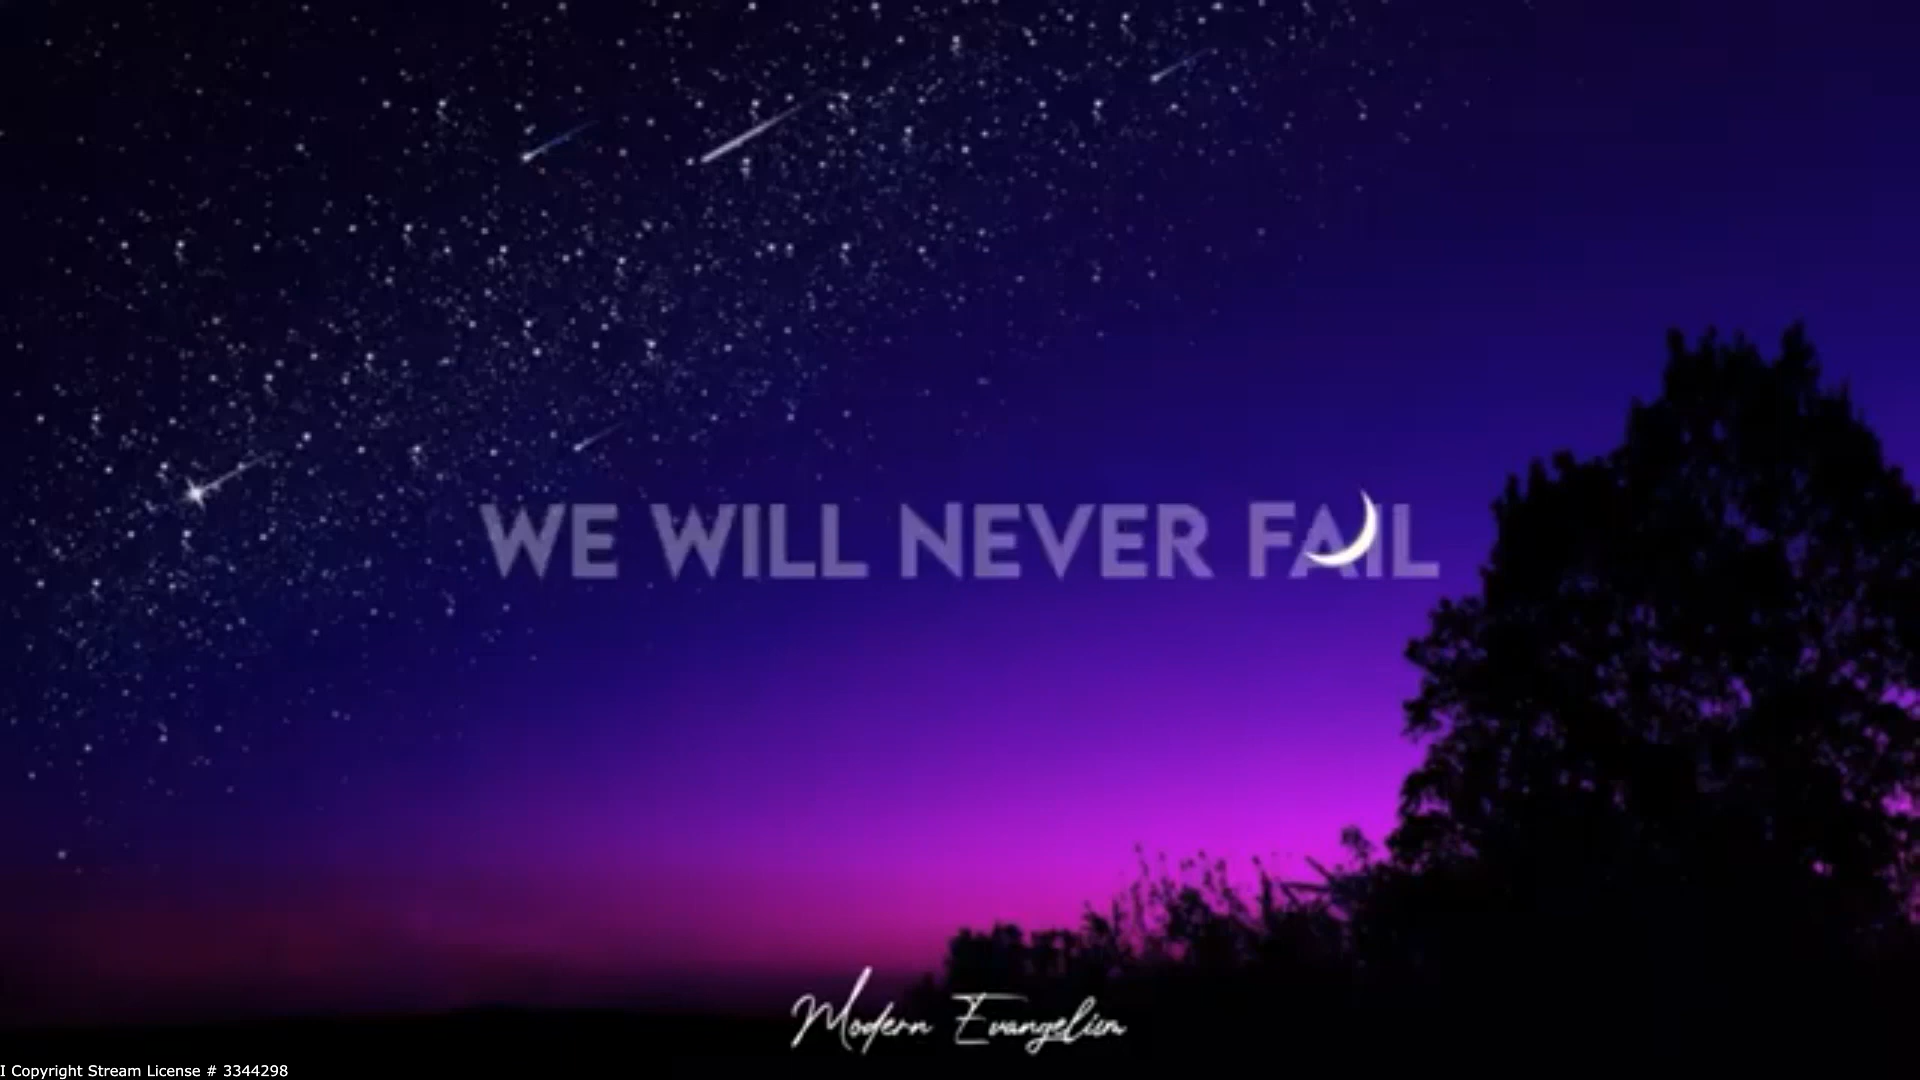 WE WILL NEVER FAIL
Modern Evangelism
I Copyright Stream License # 3344298